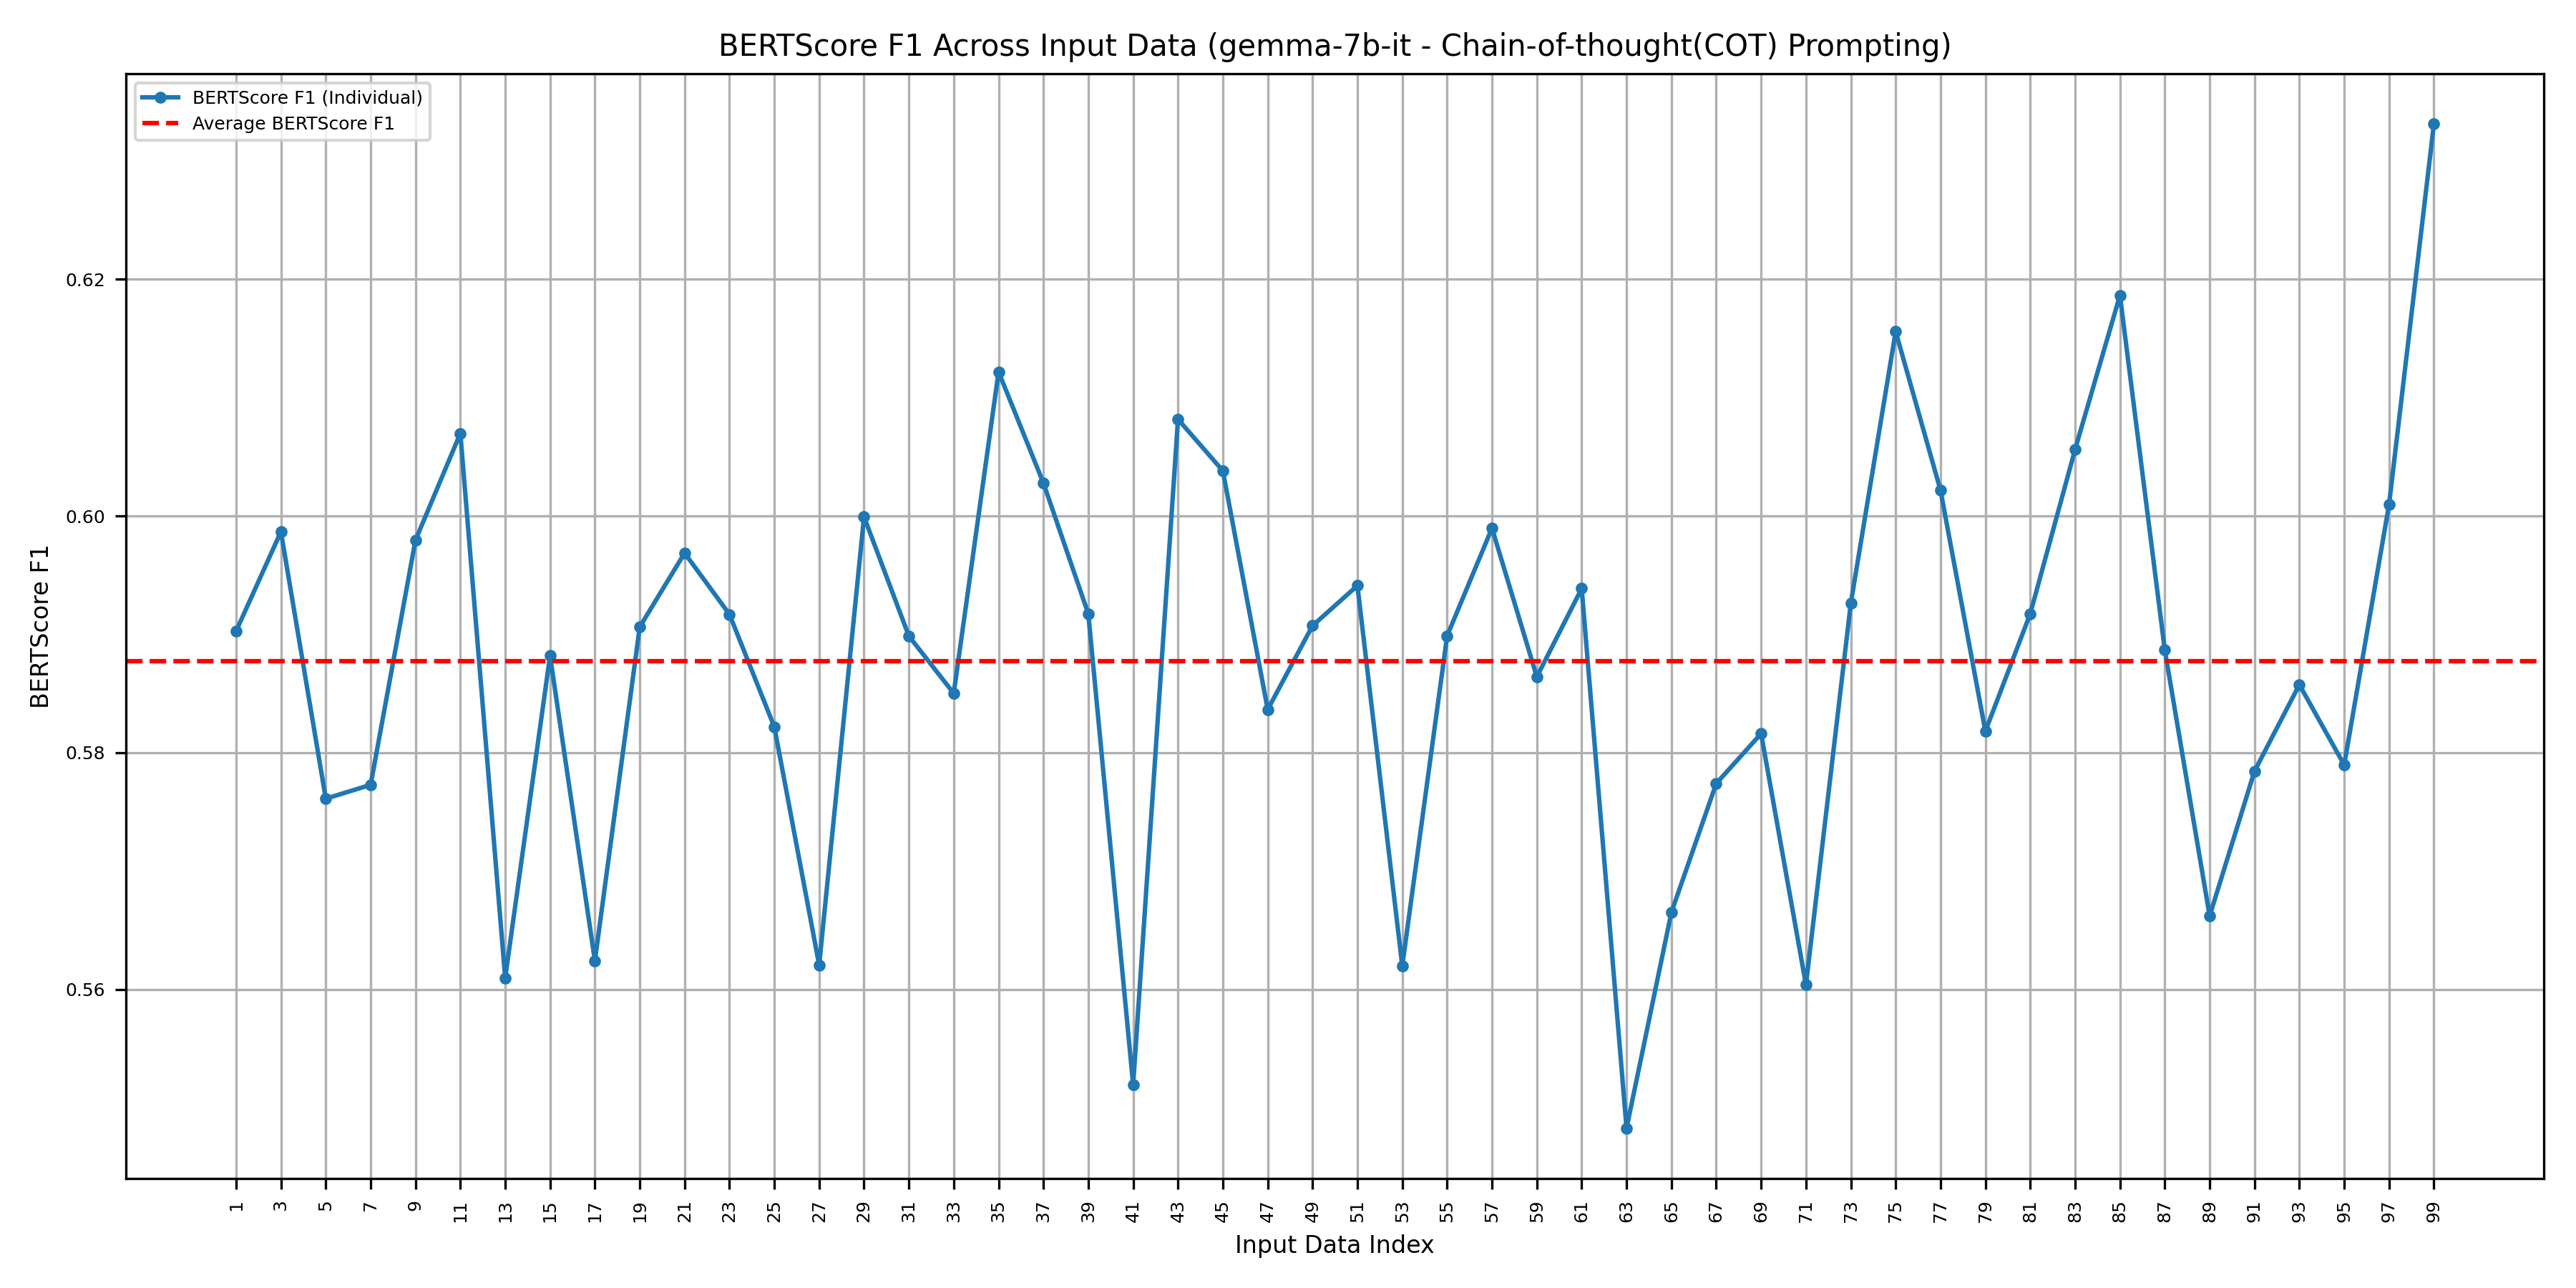 BERTScore F1 Across Input Data (gemma-7b-it - Chain-of-thought(COT) Prompting)
BERTScore F1 (Individual)
Average BERTScore F1
BERTScore F1
0.62
0.60
0.58
0.56
1 3 5 7 9 11 13 15 17 19 21 23 25 27 29 31 33 35 37 39 41 43 45 47 49 51 53 55 57 59 61 63 65 67 69 71 73 75 77 79 81 83 85 87 89 91 93 95 97 99
Input Data Index